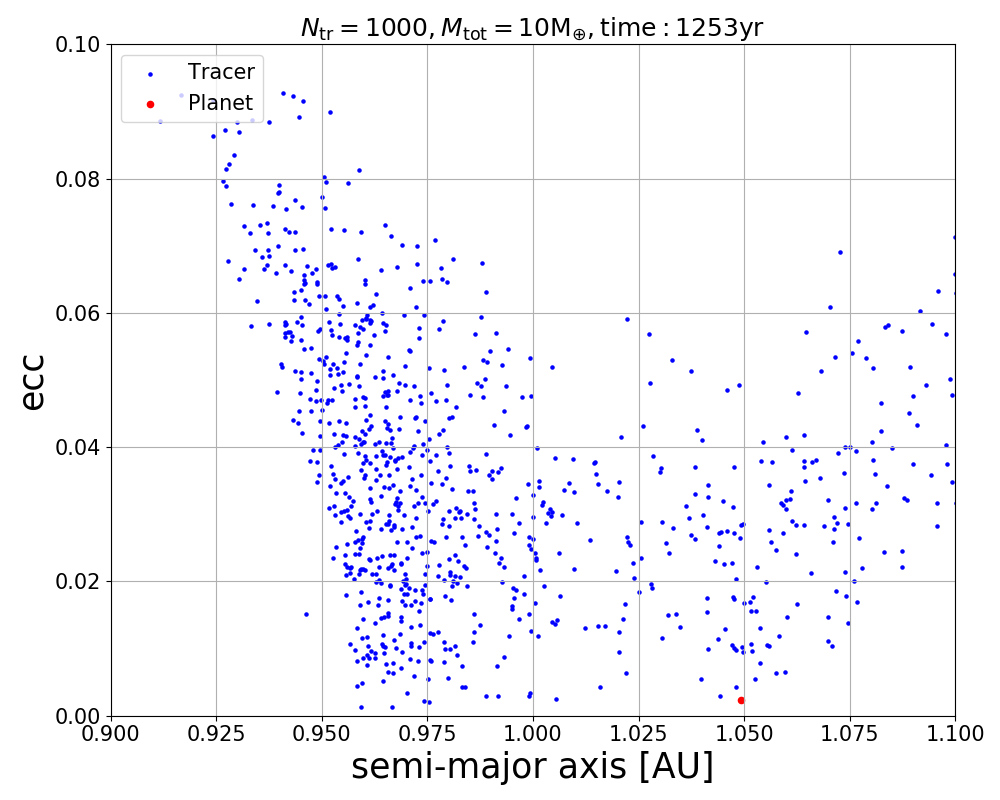 N_tr = 1000, M_tot = 10M_⊕, time : 1253yr
Tracer
Planet
0.10
0.08
0.06
0.04
0.02
0.00
ecc
0.900 0.925 0.950 0.975 1.000 1.025 1.050 1.075 1.100
semi-major axis [AU]